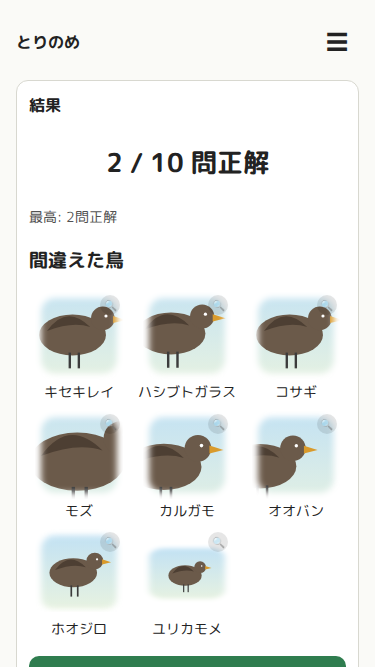 とりのめ
結果
2 / 10 問正解
最高: 2問正解
間違えた鳥
キセキレイ
ハシブトガラス
コサギ
モズ
カルガモ
オオバン
ホオジロ
ユリカモメ